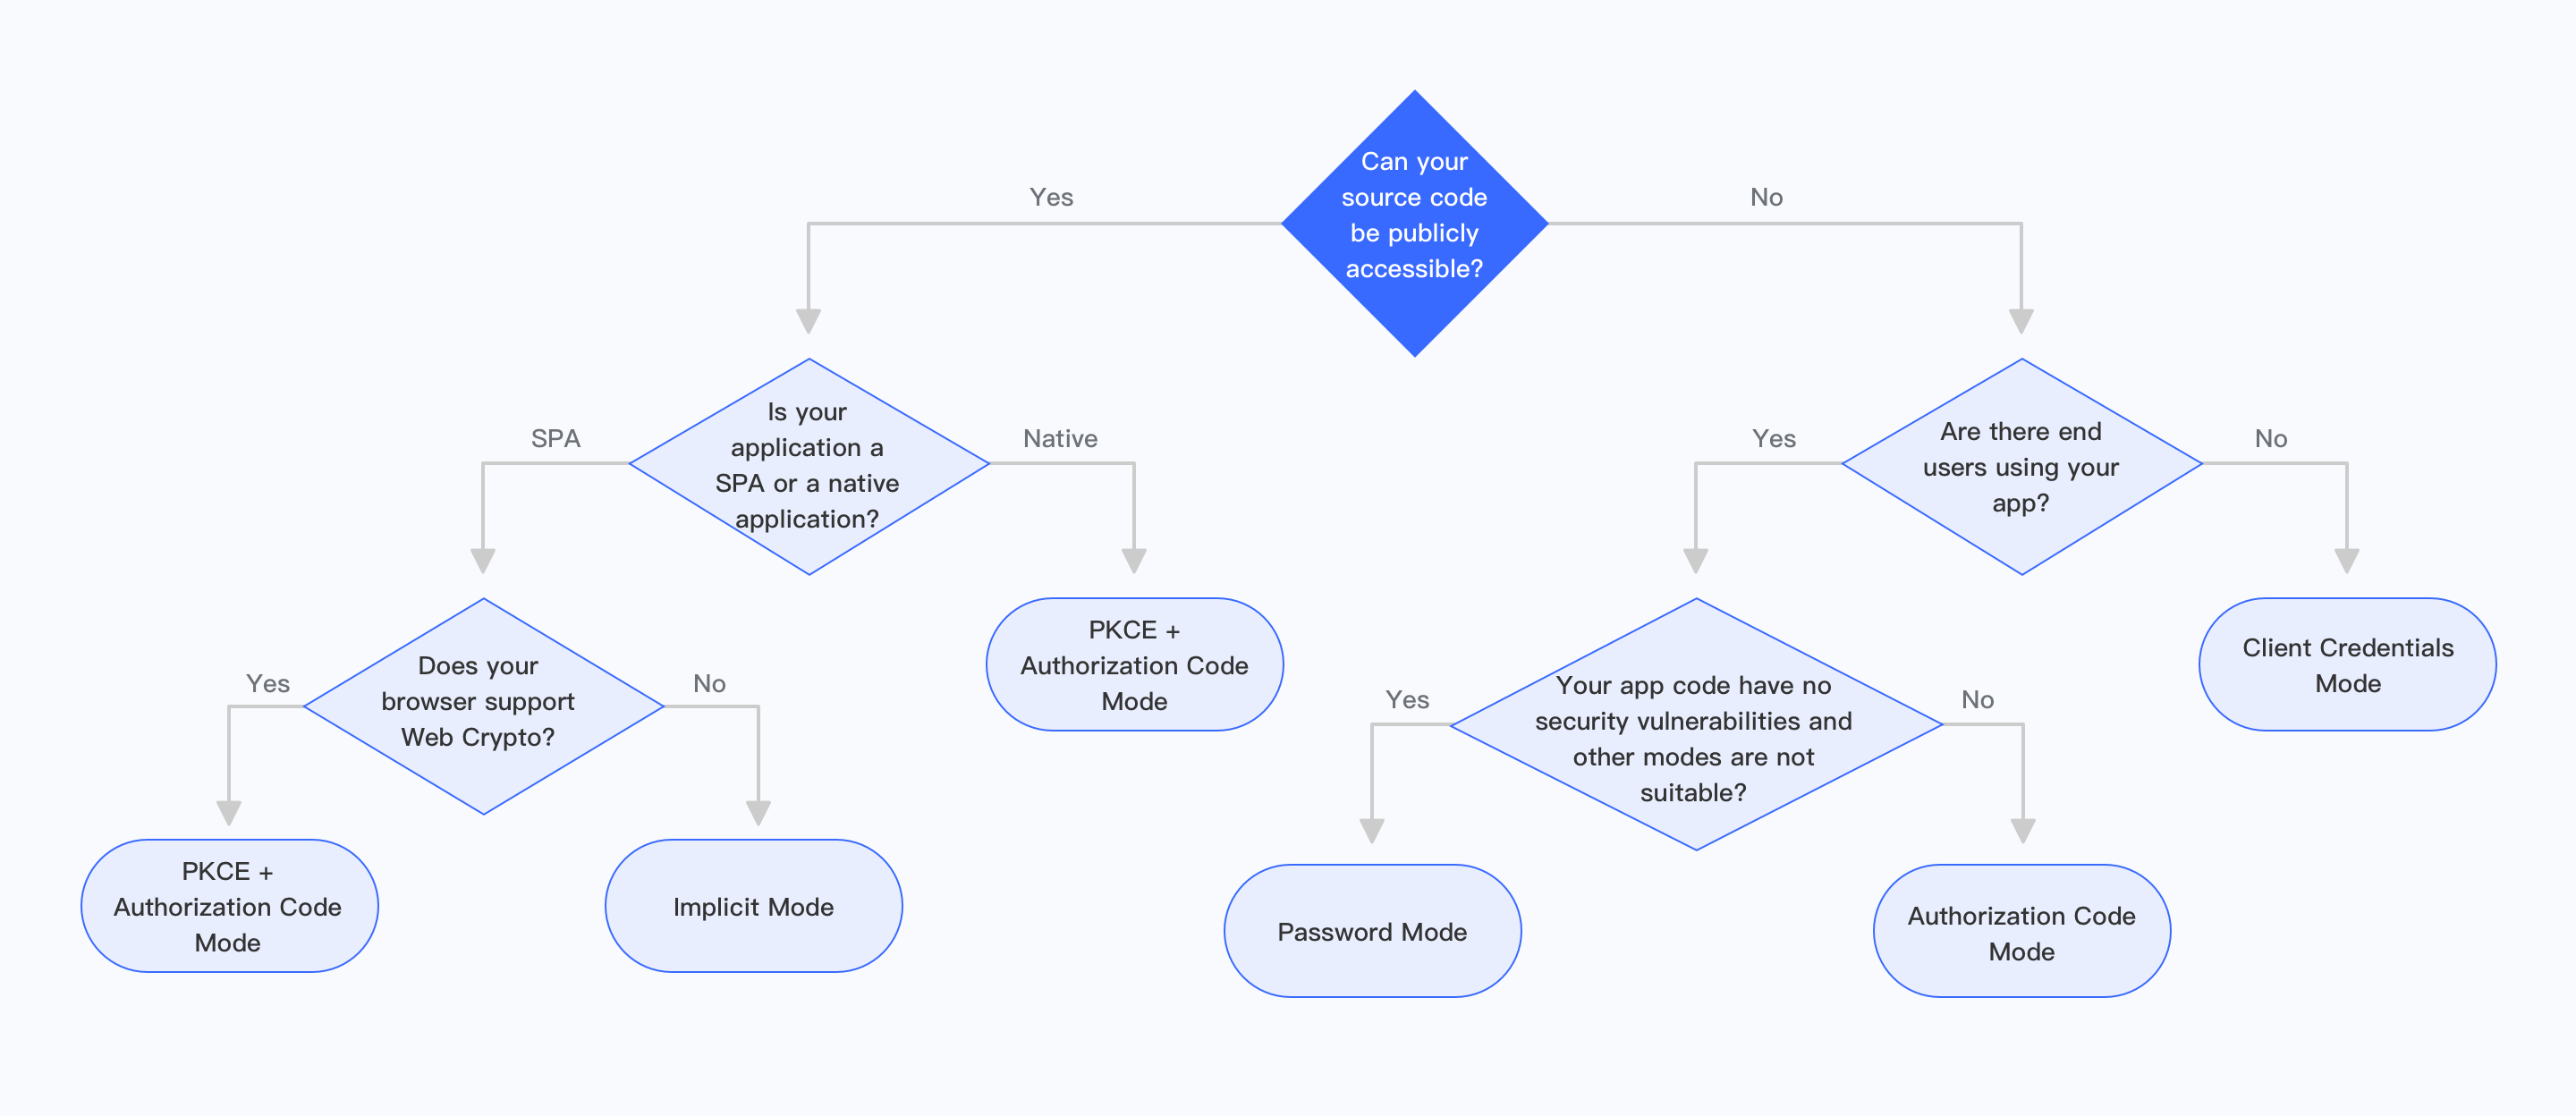 Can your
source code
be publicly
accessible?
Yes
No
Is your
application a
SPA or a native
application?
SPA
Native
Are there end
users using your
app?
Yes
No
Does your
browser support
Web Crypto?
Yes
No
PKCE +
Authorization Code
Mode
Your app code have no
security vulnerabilities and
other modes are not
suitable?
Yes
No
Client Credentials
Mode
PKCE +
Authorization Code
Mode
Implicit Mode
Password Mode
Authorization Code
Mode